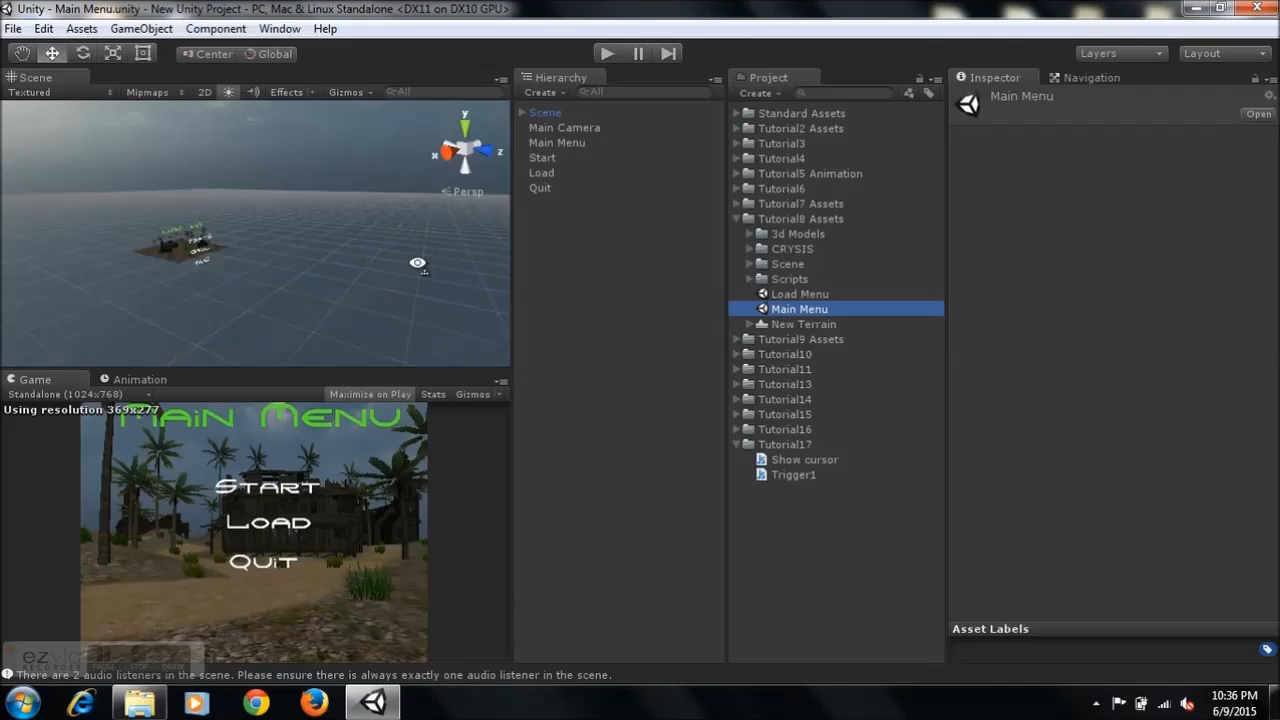 Unity - Main Menu.unity - New Unity Project - PC, Mac & Linux Standalone <DX11 on DX10 GPU>
File Edit Assets GameObject Component Window Help
Center Global Layers Layout
Scene
Textured Mipmaps 2D Effects Gizmos All
y
x z
Persp
Game Animation
Standalone (1024x768) Maximize on Play Stats Gizmos
Using resolution 369x277
Main Menu
Start
Load
Quit
PAUSE STOP DRAW
There are 2 audio listeners in the scene. Please ensure there is always exactly one audio listener in the scene.
Hierarchy
Create All
Scene
Main Camera
Main Menu
Start
Load
Quit
Project
Create
Standard Assets
Tutorial2 Assets
Tutorial3
Tutorial4
Tutorial5 Animation
Tutorial6
Tutorial7 Assets
Tutorial8 Assets
3d Models
CRYSIS
Scene
Scripts
Load Menu
Main Menu
New Terrain
Tutorial9 Assets
Tutorial10
Tutorial11
Tutorial13
Tutorial14
Tutorial15
Tutorial16
Tutorial17
Show cursor
Trigger1
Inspector Navigation
Main Menu
Open
Asset Labels
10:36 PM
6/9/2015